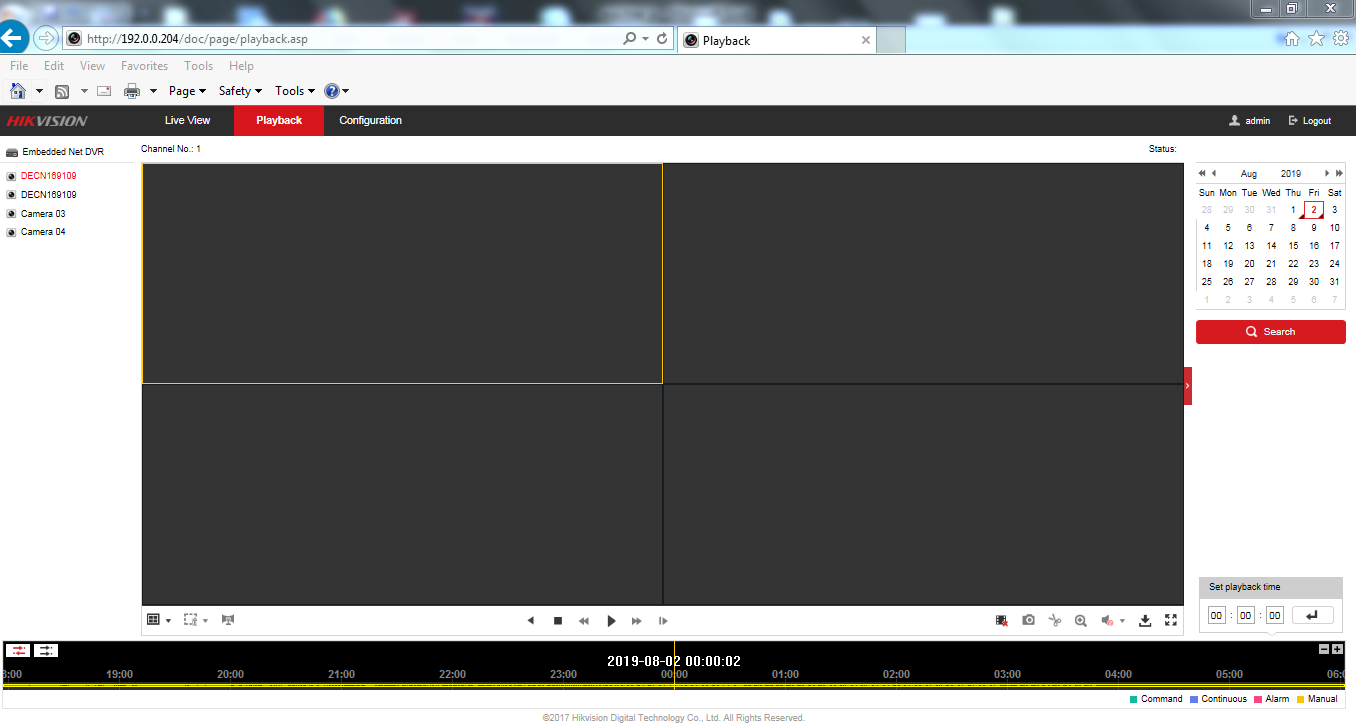 http://192.0.0.204/doc/page/playback.asp
Playback
File Edit View Favorites Tools Help
Page Safety Tools
HIKVISION Live View Playback Configuration admin Logout
Embedded Net DVR
Channel No.: 1
Status:
DECN169109
DECN169109
Camera 03
Camera 04
Aug 2019
Sun Mon Tue Wed Thu Fri Sat
28 29 30 31 1 2 3
4 5 6 7 8 9 10
11 12 13 14 15 16 17
18 19 20 21 22 23 24
25 26 27 28 29 30 31
1 2 3 4 5 6 7
Search
Set playback time
00 : 00 : 00
2019-08-02 00:00:02
8:00 19:00 20:00 21:00 22:00 23:00 00:00 01:00 02:00 03:00 04:00 05:00 06:0
Command Continuous Alarm Manual
©2017 Hikvision Digital Technology Co., Ltd. All Rights Reserved.